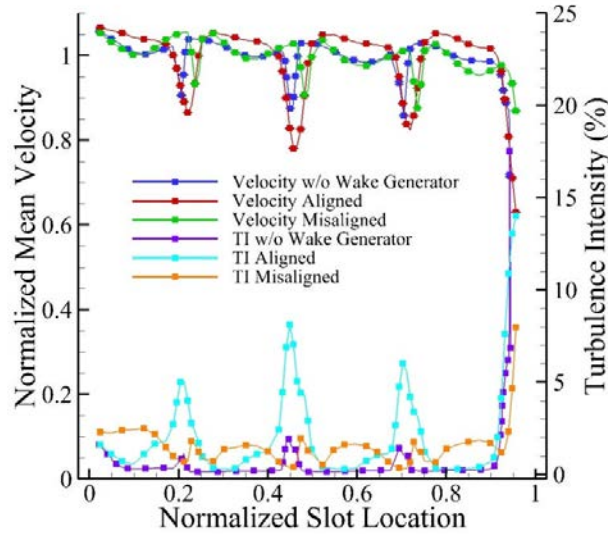 Normalized Mean Velocity
1
0.8
0.6
0.4
0.2
0
Velocity w/o Wake Generator
Velocity Aligned
Velocity Misaligned
TI w/o Wake Generator
TI Aligned
TI Misaligned
25
20
15
10
5
0
Turbulence Intensity (%)
0 0.2 0.4 0.6 0.8 1
Normalized Slot Location